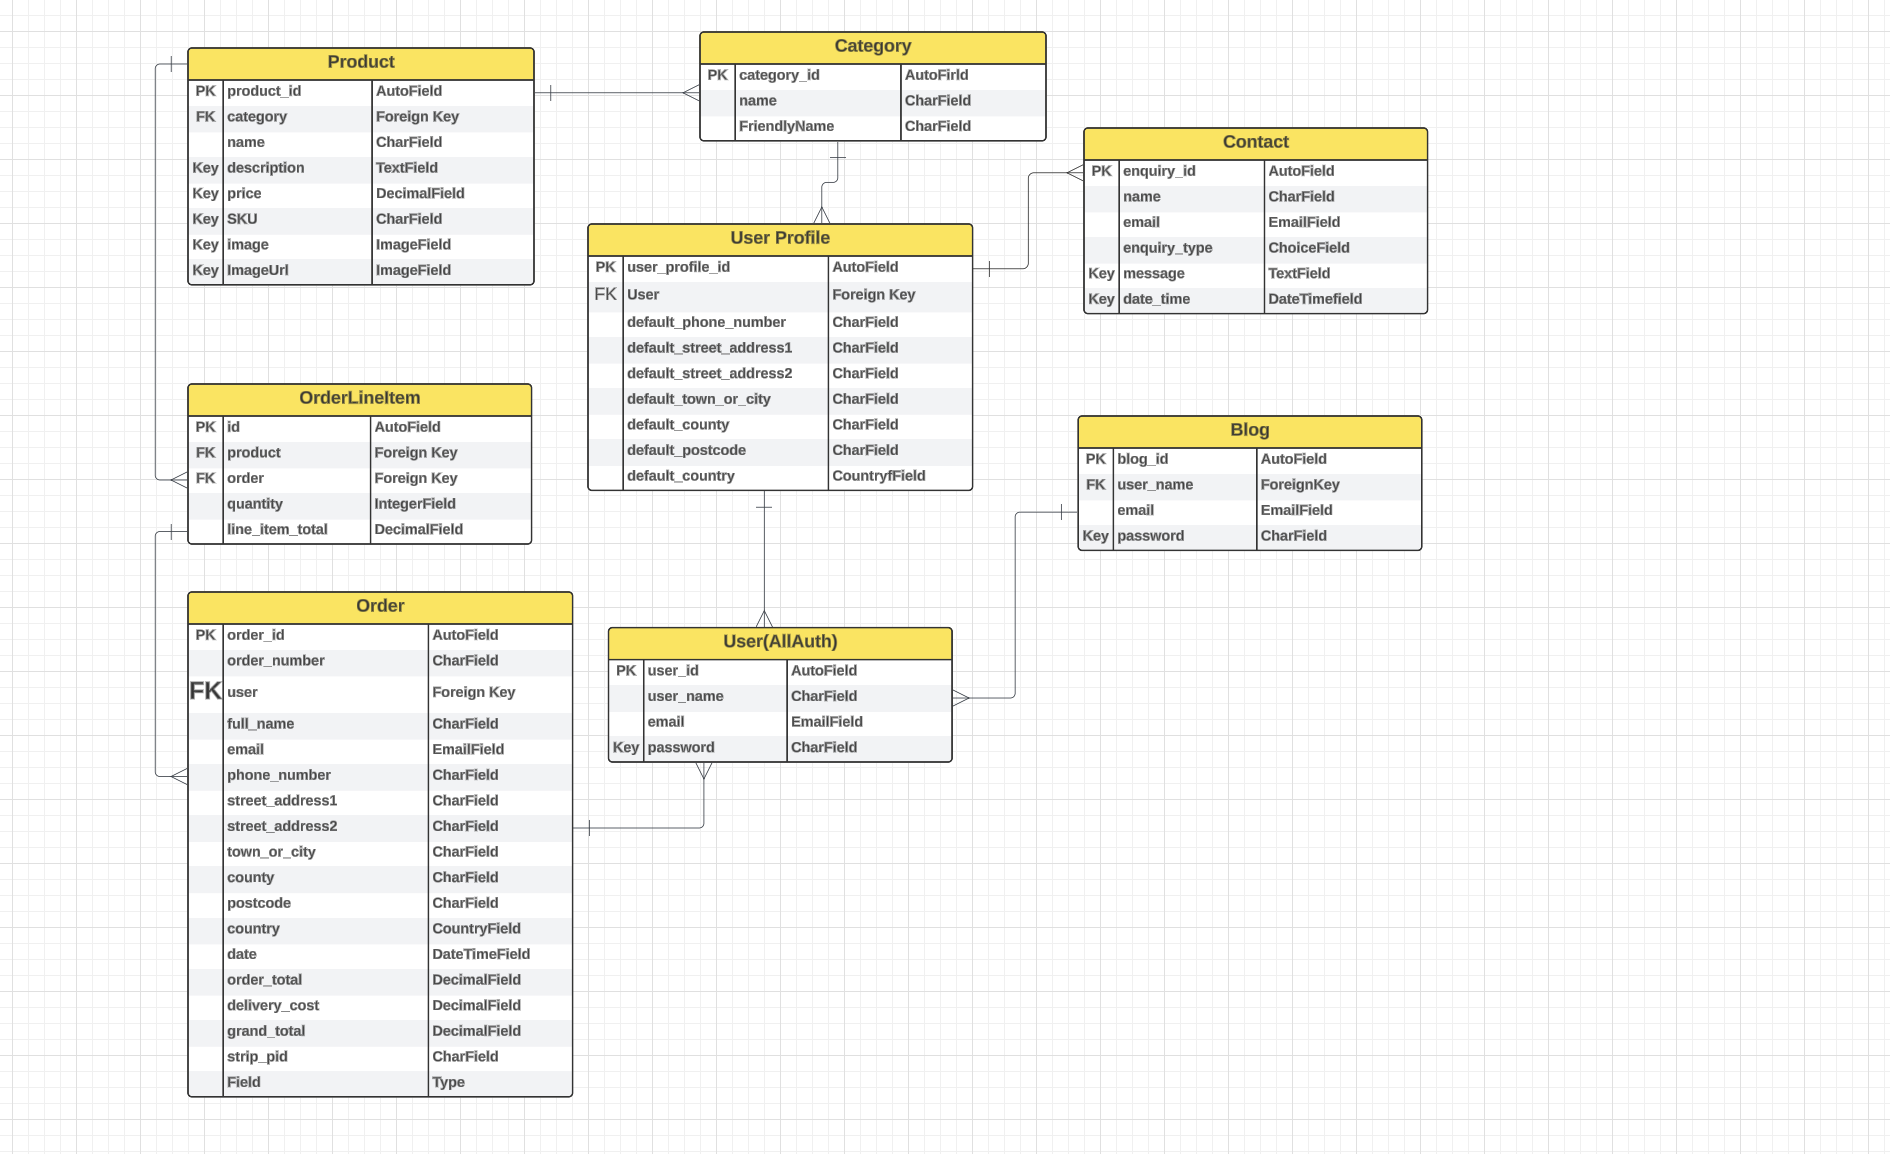 Product
PK product_id AutoField
FK category Foreign Key
name CharField
Key description TextField
Key price DecimalField
Key SKU CharField
Key image ImageField
Key ImageUrl ImageField
Category
PK category_id AutoFirld
name CharField
FriendlyName CharField
Contact
PK enquiry_id AutoField
name CharField
email EmailField
enquiry_type ChoiceField
Key message TextField
Key date_time DateTimefield
User Profile
PK user_profile_id AutoField
FK User Foreign Key
default_phone_number CharField
default_street_address1 CharField
default_street_address2 CharField
default_town_or_city CharField
default_county CharField
default_postcode CharField
default_country CountryfField
OrderLineItem
PK id AutoField
FK product Foreign Key
FK order Foreign Key
quantity IntegerField
line_item_total DecimalField
Blog
PK blog_id AutoField
FK user_name ForeignKey
email EmailField
Key password CharField
Order
PK order_id AutoField
order_number CharField
FK user Foreign Key
full_name CharField
email EmailField
phone_number CharField
street_address1 CharField
street_address2 CharField
town_or_city CharField
county CharField
postcode CharField
country CountryField
date DateTimeField
order_total DecimalField
delivery_cost DecimalField
grand_total DecimalField
strip_pid CharField
Field Type
User(AllAuth)
PK user_id AutoField
user_name CharField
email EmailField
Key password CharField